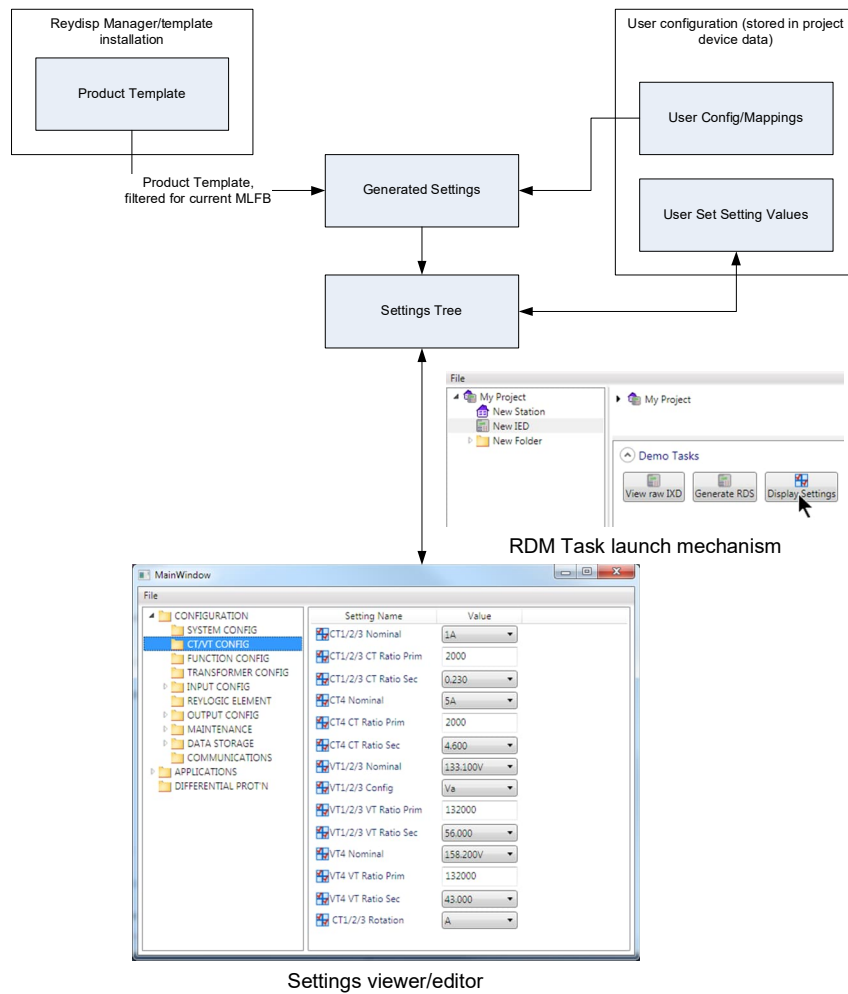 Reydisp Manager/template
installation
Product Template
User configuration (stored in project
device data)
User Config/Mappings
User Set Setting Values
Product Template,
filtered for current MLFB
Generated Settings
Settings Tree
File
My Project
New Station
New IED
New Folder
My Project
Demo Tasks
View raw IXD
Generate RDS
Display Settings
RDM Task launch mechanism
MainWindow
File
CONFIGURATION
SYSTEM CONFIG
CT/VT CONFIG
FUNCTION CONFIG
TRANSFORMER CONFIG
INPUT CONFIG
REYLOGIC ELEMENT
OUTPUT CONFIG
MAINTENANCE
DATA STORAGE
COMMUNICATIONS
APPLICATIONS
DIFFERENTIAL PROT'N
Setting Name Value
CT1/2/3 Nominal 1A
CT1/2/3 CT Ratio Prim 2000
CT1/2/3 CT Ratio Sec 0.230
CT4 Nominal 5A
CT4 CT Ratio Prim 2000
CT4 CT Ratio Sec 4.600
VT1/2/3 Nominal 133.100V
VT1/2/3 Config Va
VT1/2/3 VT Ratio Prim 132000
VT1/2/3 VT Ratio Sec 56.000
VT4 Nominal 158.200V
VT4 VT Ratio Prim 132000
VT4 VT Ratio Sec 43.000
CT1/2/3 Rotation A
Settings viewer/editor